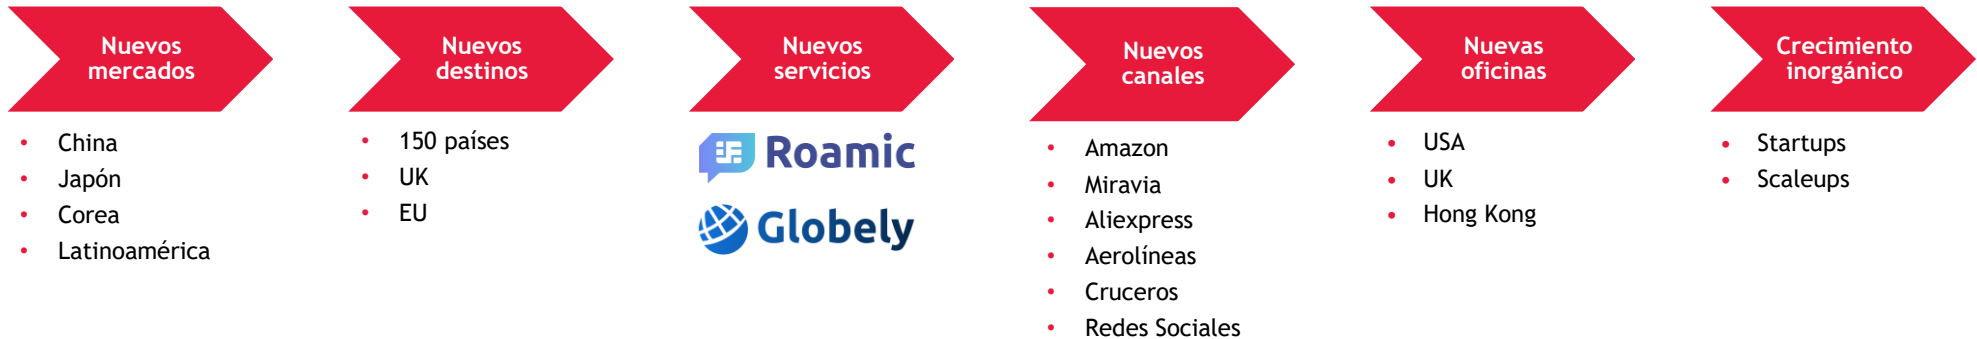 Nuevos
mercados
• China
• Japón
• Corea
• Latinoamérica
Nuevos
destinos
• 150 países
• UK
• EU
Nuevos
servicios
Roamic
Globely
Nuevos
canales
• Amazon
• Miravia
• Aliexpress
• Aerolíneas
• Cruceros
• Redes Sociales
Nuevas
oficinas
• USA
• UK
• Hong Kong
Crecimiento
inorgánico
• Startups
• Scaleups